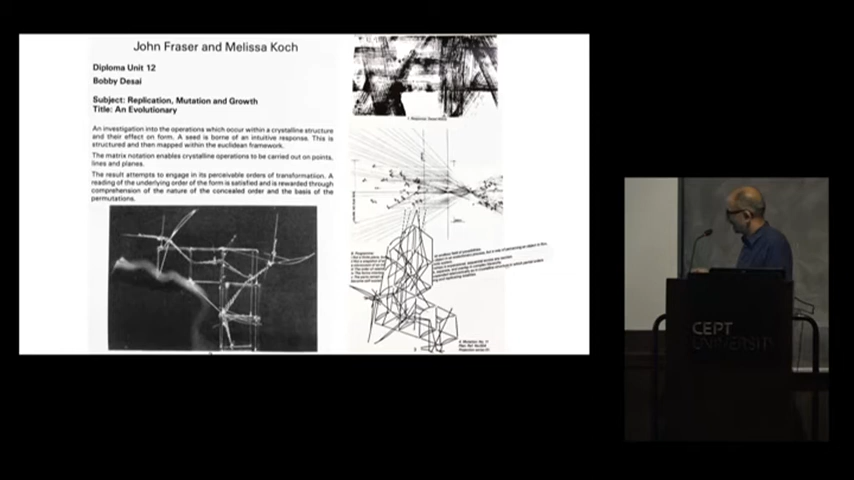 John Fraser and Melissa Koch
Diploma Unit 12
Bobby Desai
Subject: Replication, Mutation and Growth
Title: An Evolutionary
An investigation into the operations which occur within a crystalline structure
and their effect on form. A seed is borne of an intuitive response. This is
structured and then mapped within the euclidean framework.
The matrix notation enables crystalline operations to be carried out on points,
lines and planes.
The result attempts to engage in its perceivable orders of transformation. A
reading of the underlying order of the form is satisfied and is rewarded through
comprehension of the nature of the concealed order and the basis of the
permutations.
CEPT
UNIVERSITY